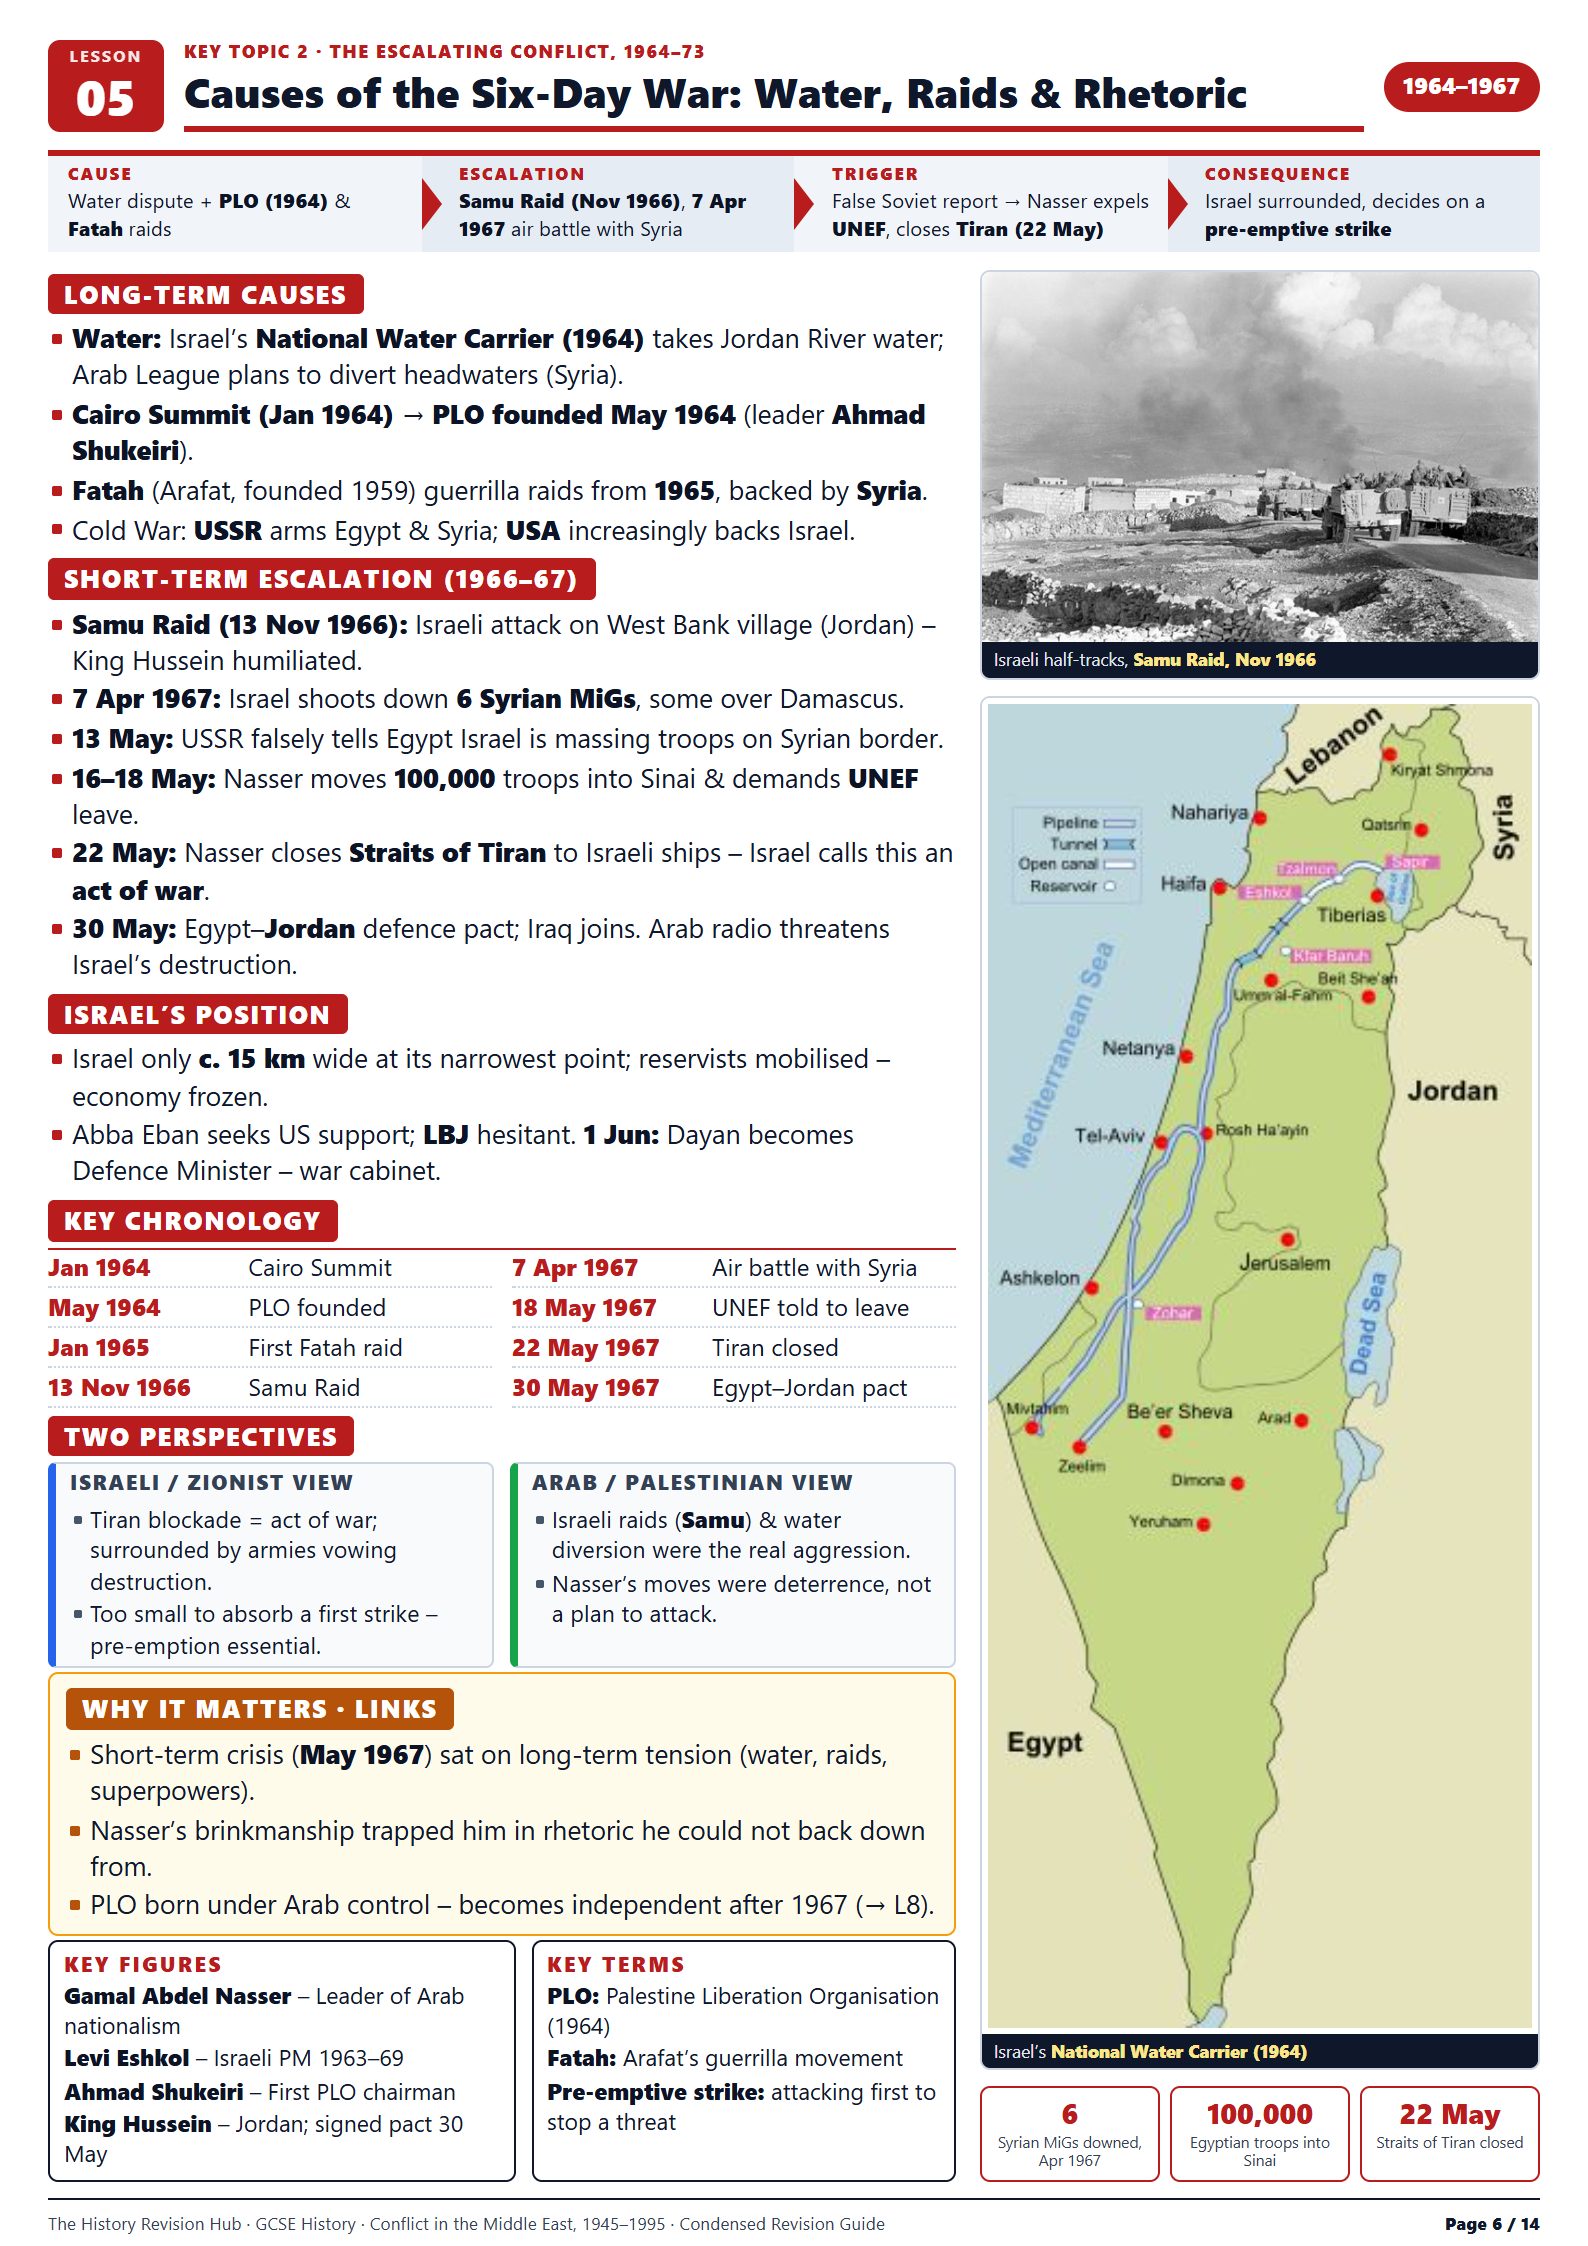 LESSON
05
KEY TOPIC 2 · THE ESCALATING CONFLICT, 1964–73
Causes of the Six-Day War: Water, Raids & Rhetoric
1964–1967
CAUSE
Water dispute + PLO (1964) &
Fatah raids
ESCALATION
Samu Raid (Nov 1966), 7 Apr
1967 air battle with Syria
TRIGGER
False Soviet report → Nasser expels
UNEF, closes Tiran (22 May)
CONSEQUENCE
Israel surrounded, decides on a
pre-emptive strike
LONG-TERM CAUSES
Water: Israel’s National Water Carrier (1964) takes Jordan River water;
Arab League plans to divert headwaters (Syria).
Cairo Summit (Jan 1964) → PLO founded May 1964 (leader Ahmad
Shukeiri).
Fatah (Arafat, founded 1959) guerrilla raids from 1965, backed by Syria.
Cold War: USSR arms Egypt & Syria; USA increasingly backs Israel.
SHORT-TERM ESCALATION (1966–67)
Samu Raid (13 Nov 1966): Israeli attack on West Bank village (Jordan) –
King Hussein humiliated.
7 Apr 1967: Israel shoots down 6 Syrian MiGs, some over Damascus.
13 May: USSR falsely tells Egypt Israel is massing troops on Syrian border.
16–18 May: Nasser moves 100,000 troops into Sinai & demands UNEF
leave.
22 May: Nasser closes Straits of Tiran to Israeli ships – Israel calls this an
act of war.
30 May: Egypt–Jordan defence pact; Iraq joins. Arab radio threatens
Israel’s destruction.
ISRAEL’S POSITION
Israel only c. 15 km wide at its narrowest point; reservists mobilised –
economy frozen.
Abba Eban seeks US support; LBJ hesitant. 1 Jun: Dayan becomes
Defence Minister – war cabinet.
KEY CHRONOLOGY
Jan 1964 Cairo Summit
May 1964 PLO founded
Jan 1965 First Fatah raid
13 Nov 1966 Samu Raid
7 Apr 1967 Air battle with Syria
18 May 1967 UNEF told to leave
22 May 1967 Tiran closed
30 May 1967 Egypt–Jordan pact
TWO PERSPECTIVES
ISRAELI / ZIONIST VIEW
Tiran blockade = act of war;
surrounded by armies vowing
destruction.
Too small to absorb a first strike –
pre-emption essential.
ARAB / PALESTINIAN VIEW
Israeli raids (Samu) & water
diversion were the real aggression.
Nasser’s moves were deterrence, not
a plan to attack.
WHY IT MATTERS · LINKS
Short-term crisis (May 1967) sat on long-term tension (water, raids,
superpowers).
Nasser’s brinkmanship trapped him in rhetoric he could not back down
from.
PLO born under Arab control – becomes independent after 1967 (→ L8).
KEY FIGURES
Gamal Abdel Nasser – Leader of Arab
nationalism
Levi Eshkol – Israeli PM 1963–69
Ahmad Shukeiri – First PLO chairman
King Hussein – Jordan; signed pact 30
May
KEY TERMS
PLO: Palestine Liberation Organisation
(1964)
Fatah: Arafat’s guerrilla movement
Pre-emptive strike: attacking first to
stop a threat
Israeli half-tracks, Samu Raid, Nov 1966
Lebanon
Kiryat Shmona
Syria
Nahariya
Qatsrin
Pipeline
Tunnel
Open canal
Reservoir
Tzalmon
Sapir
Haifa
Eshkol
Tiberias
Kfar Baruh
Beit She'an
Umm al-Fahm
Mediterranean Sea
Netanya
Jordan
Tel-Aviv
Rosh Ha'ayin
Jerusalem
Ashkelon
Dead Sea
Zohar
Mivtahim
Be'er Sheva
Arad
Zeelim
Dimona
Yeruham
Egypt
Israel’s National Water Carrier (1964)
6
Syrian MiGs downed,
Apr 1967
100,000
Egyptian troops into
Sinai
22 May
Straits of Tiran closed
The History Revision Hub · GCSE History · Conflict in the Middle East, 1945–1995 · Condensed Revision Guide
Page 6 / 14